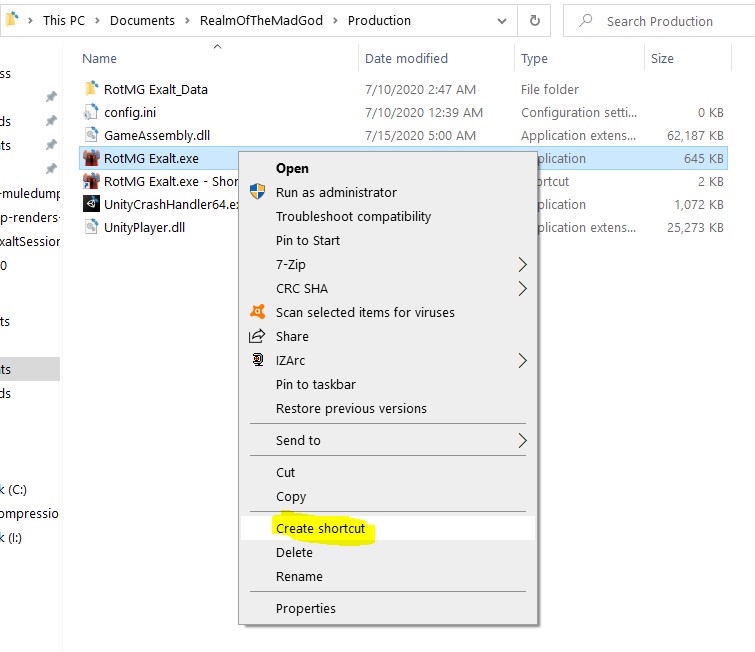 This PC > Documents > RealmOfTheMadGod > Production
Search Production
Name Date modified Type Size
RotMG Exalt_Data 7/10/2020 2:47 AM File folder
config.ini 7/10/2020 12:39 AM Configuration setti... 0 KB
GameAssembly.dll 7/15/2020 5:00 AM Application extens... 62,187 KB
RotMG Exalt.exe plication 645 KB
RotMG Exalt.exe - Shor rtcut 2 KB
UnityCrashHandler64.ex plication 1,072 KB
UnityPlayer.dll plication extens... 25,273 KB
ss
ds
ts
-muledump
p-renders-
xaltSession
0
ts
nts
ds
k (C:)
ompressio
k (I:)
Open
Run as administrator
Troubleshoot compatibility
Pin to Start
7-Zip
CRC SHA
Scan selected items for viruses
Share
IZArc
Pin to taskbar
Restore previous versions
Send to
Cut
Copy
Create shortcut
Delete
Rename
Properties